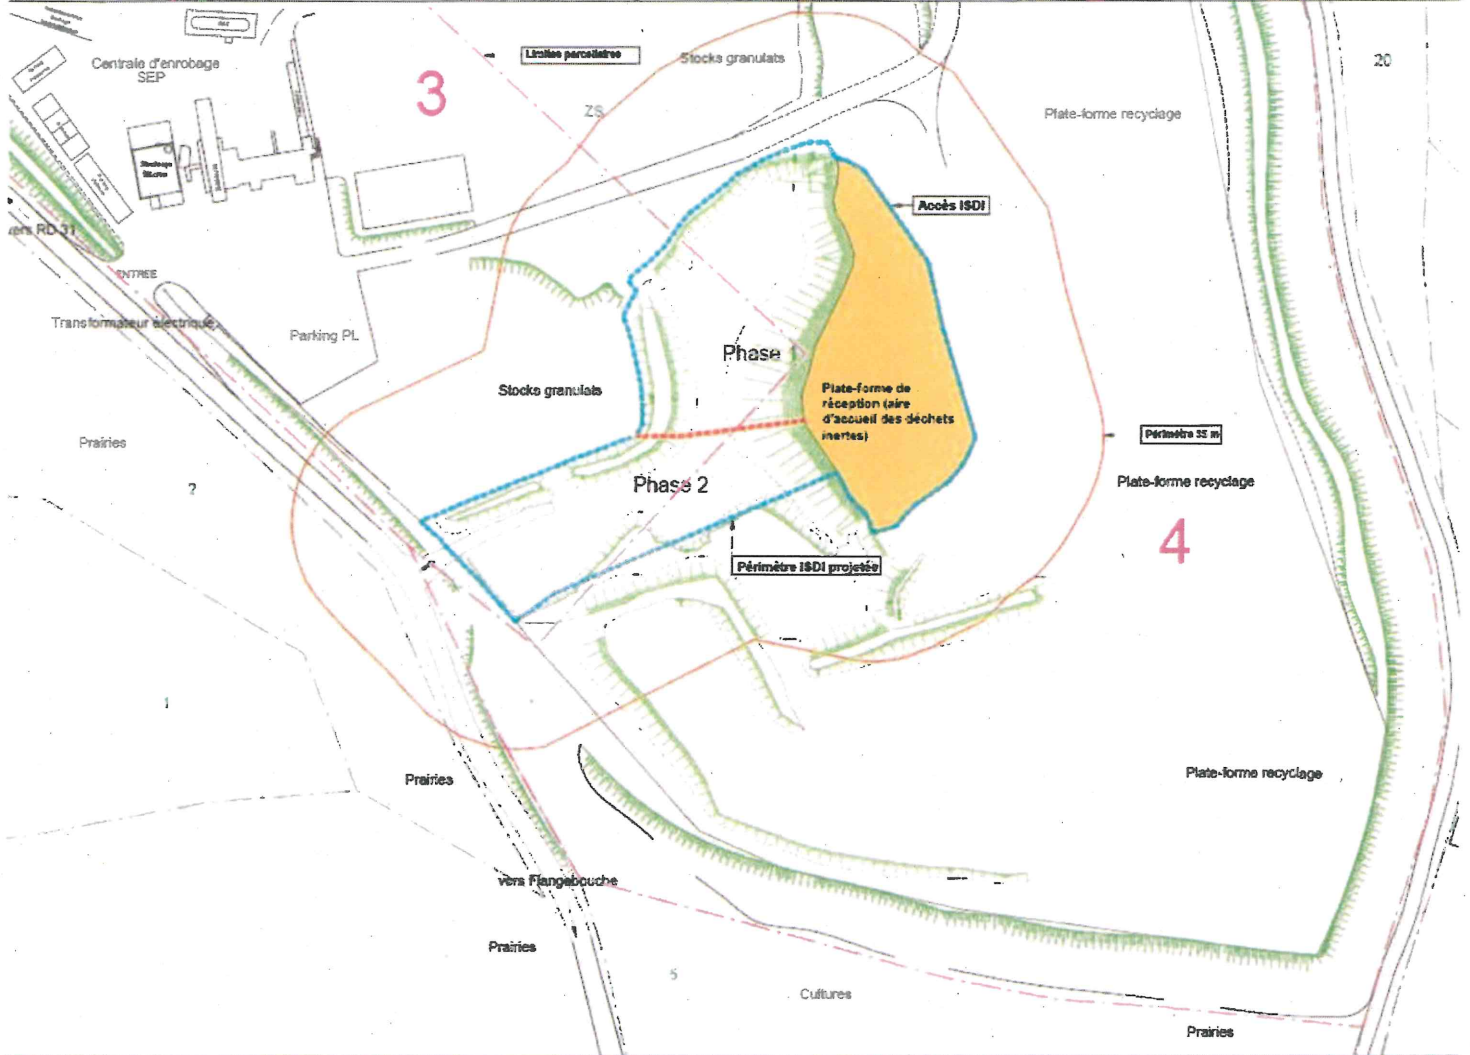 Centrale d'enrobage
SEP
3
Limites parcellaires
Stocks granulats
ZS
20
Plate-forme recyclage
Accès ISDI
vers RD 31
ENTREE
Transformateur électrique
Parking PL
Phase 1
Stocks granulats
Plate-forme de
réception (aire
d'accueil des déchets
inertes)
Périmètre 35 m
Prairies
?
Phase 2
Plate-forme recyclage
4
Périmètre ISDI projetée
1
Prairies
Plate-forme recyclage
vers Flangebouche
Prairies
5
Cultures
Prairies